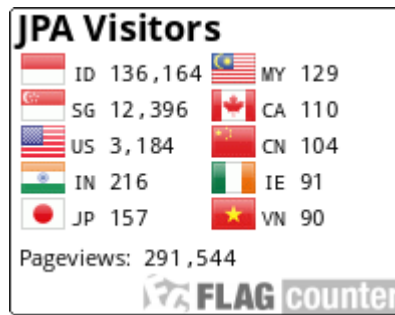 JPA Visitors
ID 136,164 MY 129
SG 12,396 CA 110
US 3,184 CN 104
IN 216 IE 91
JP 157 VN 90
Pageviews: 291,544
FC FLAG counter